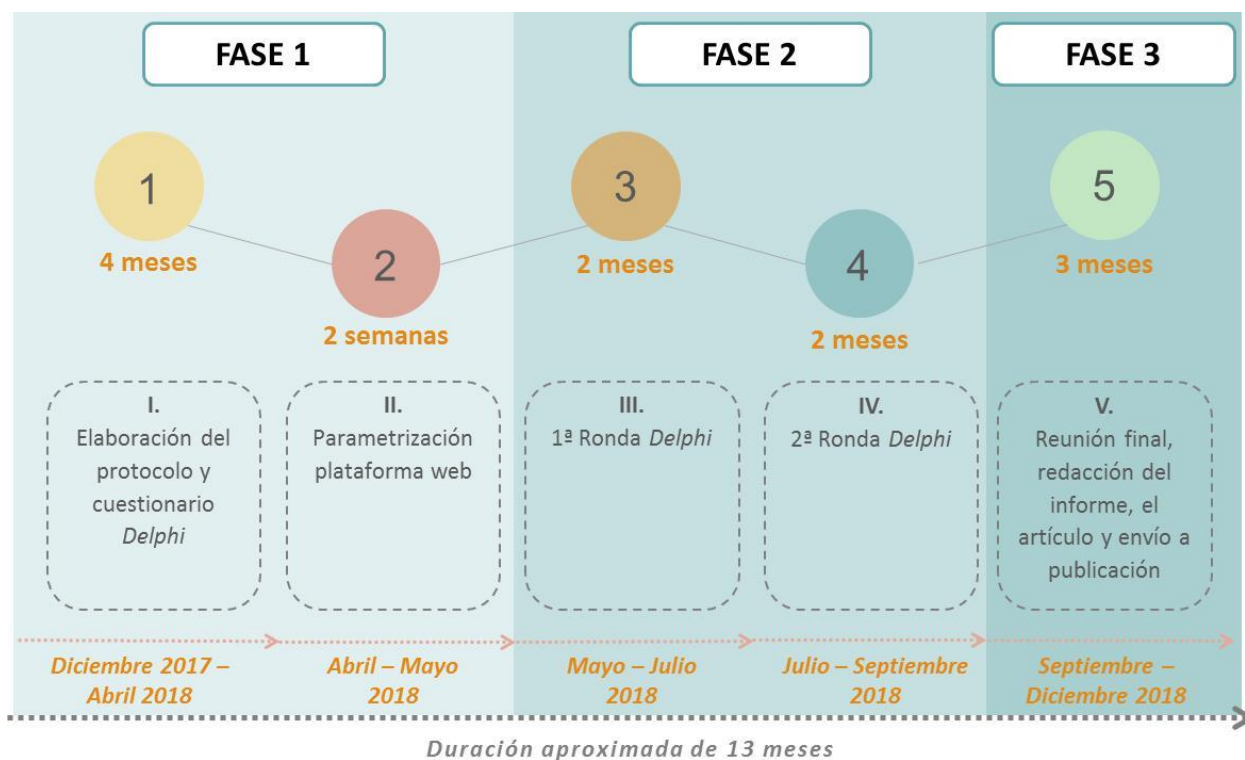 FASE 1
FASE 2
FASE 3
1
2
3
4
5
4 meses
2 semanas
2 meses
2 meses
3 meses
I.
Elaboración del
protocolo y
cuestionario
Delphi
II.
Parametrización
plataforma web
III.
1ª Ronda Delphi
IV.
2ª Ronda Delphi
V.
Reunión final,
redacción del
informe, el
artículo y envío a
publicación
Diciembre 2017 –
Abril 2018
Abril – Mayo
2018
Mayo – Julio
2018
Julio – Septiembre
2018
Septiembre –
Diciembre 2018
Duración aproximada de 13 meses